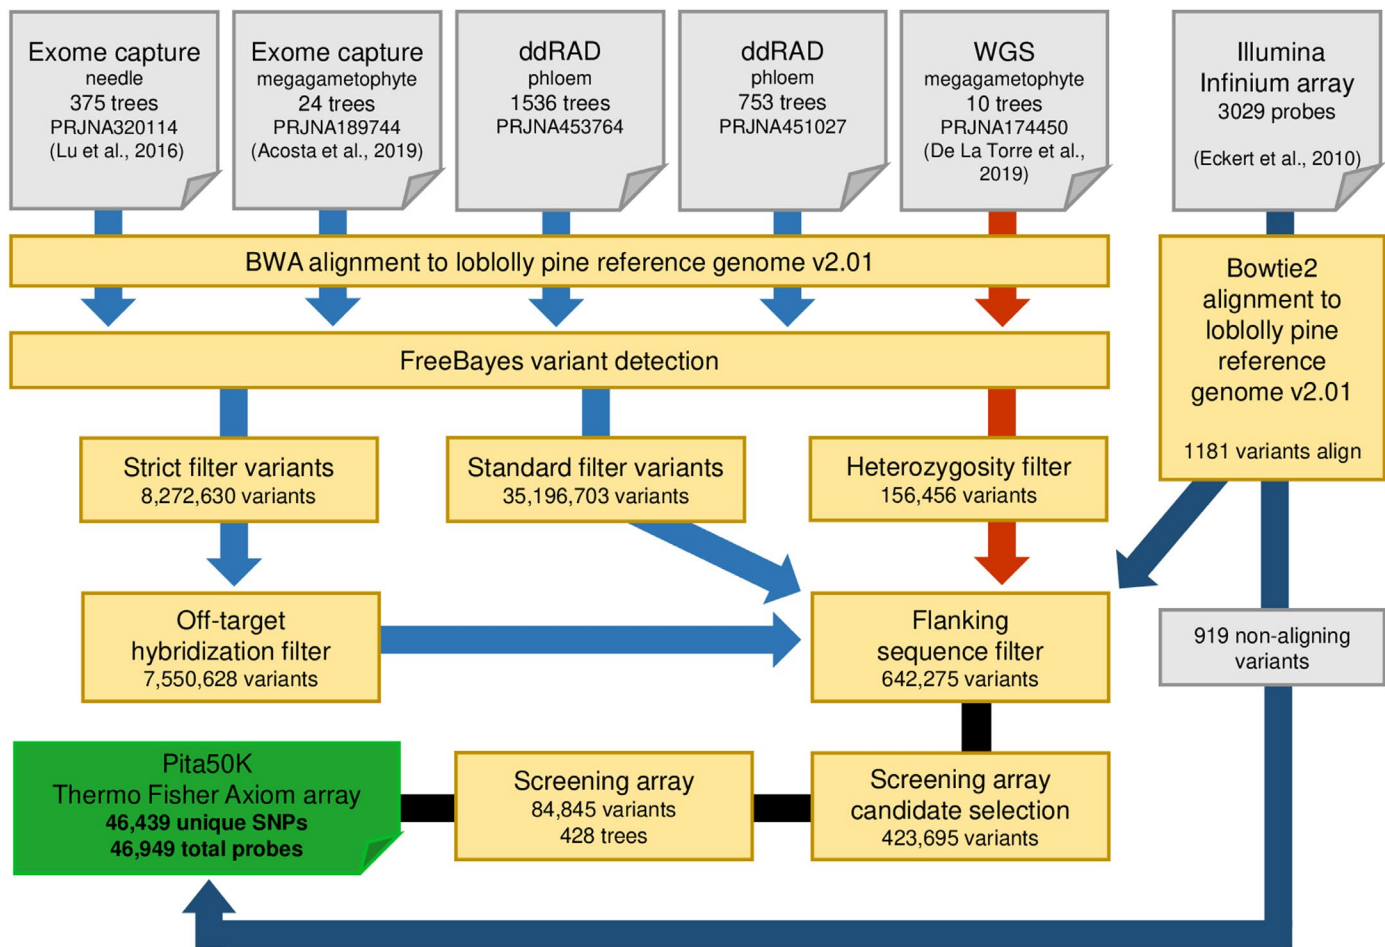 Exome capture
needle
375 trees
PRJNA320114
(Lu et al., 2016)
Exome capture
megagametophyte
24 trees
PRJNA189744
(Acosta et al., 2019)
ddRAD
phloem
1536 trees
PRJNA453764
ddRAD
phloem
753 trees
PRJNA451027
WGS
megagametophyte
10 trees
PRJNA174450
(De La Torre et al.,
2019)
Illumina
Infinium array
3029 probes
(Eckert et al., 2010)
BWA alignment to loblolly pine reference genome v2.01
Bowtie2
alignment to
loblolly pine
reference
genome v2.01
1181 variants align
FreeBayes variant detection
Strict filter variants
8,272,630 variants
Standard filter variants
35,196,703 variants
Heterozygosity filter
156,456 variants
Off-target
hybridization filter
7,550,628 variants
Flanking
sequence filter
642,275 variants
919 non-aligning
variants
Pita50K
Thermo Fisher Axiom array
46,439 unique SNPs
46,949 total probes
Screening array
84,845 variants
428 trees
Screening array
candidate selection
423,695 variants